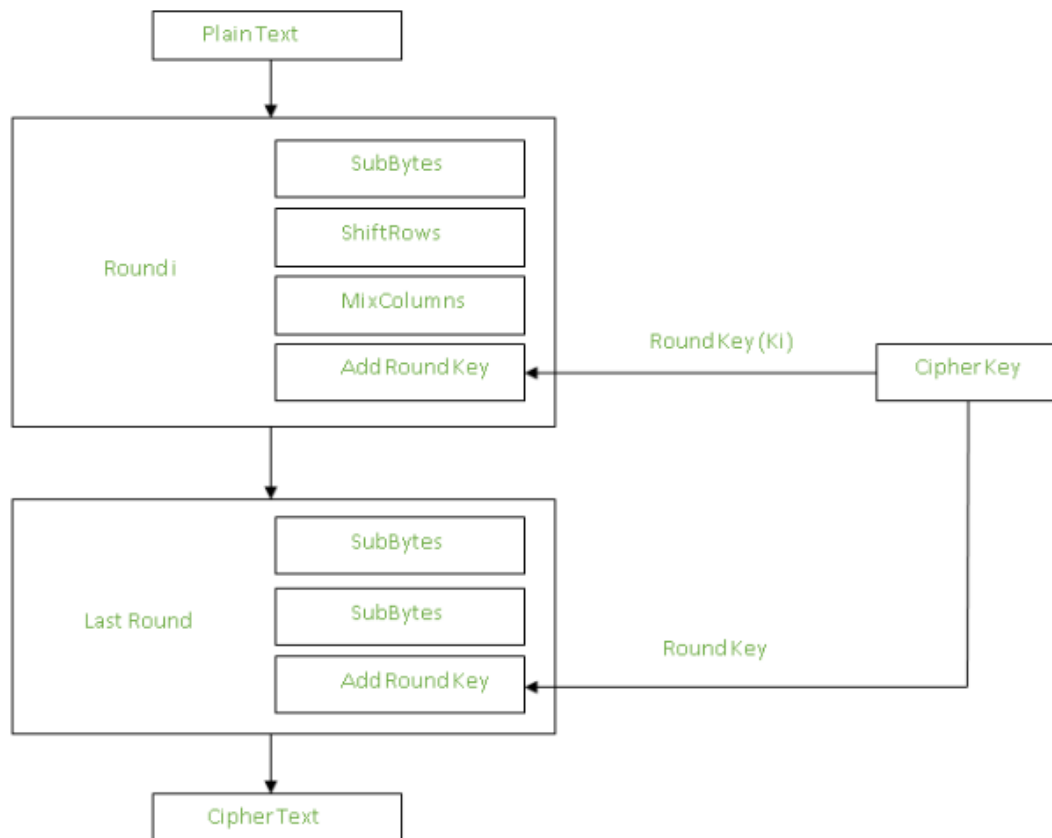 Plain Text
SubBytes
ShiftRows
Round i
MixColumns
Round Key (Ki)
Add Round Key
Cipher Key
SubBytes
SubBytes
Last Round
Round Key
Add Round Key
Cipher Text